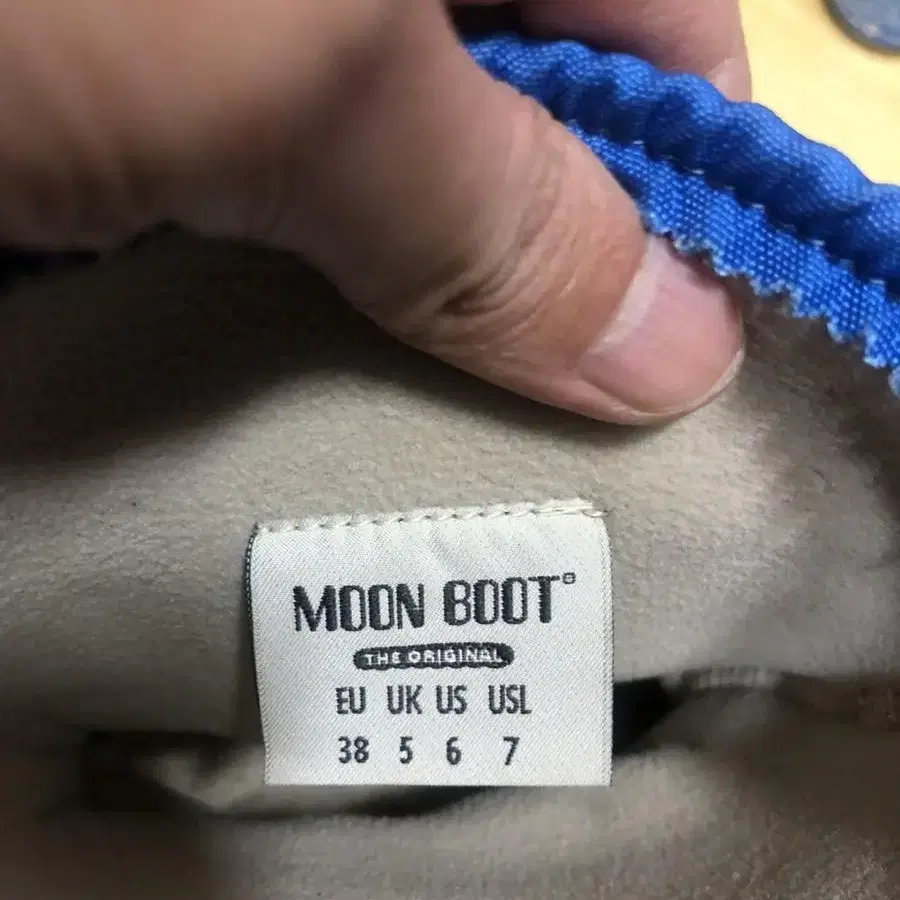 MOON BOOT®
THE ORIGINAL
EU UK US USL
38 5 6 7